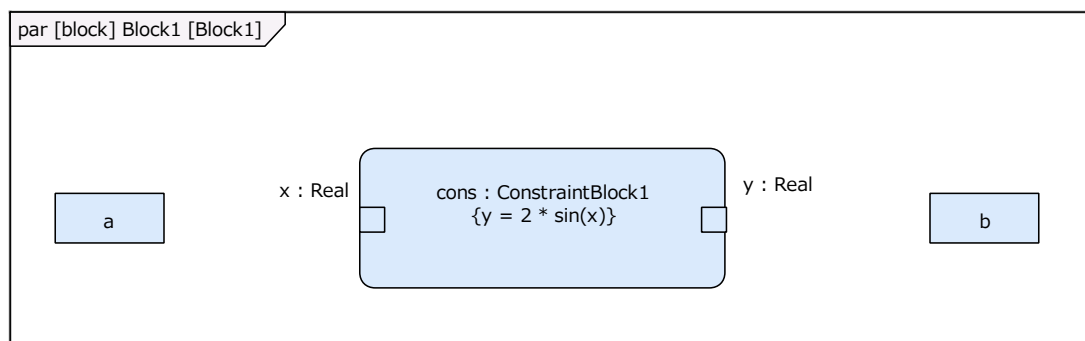 par [block] Block1 [Block1]
x : Real
cons : ConstraintBlock1
y : Real
{y = 2 * sin(x)}
a
b